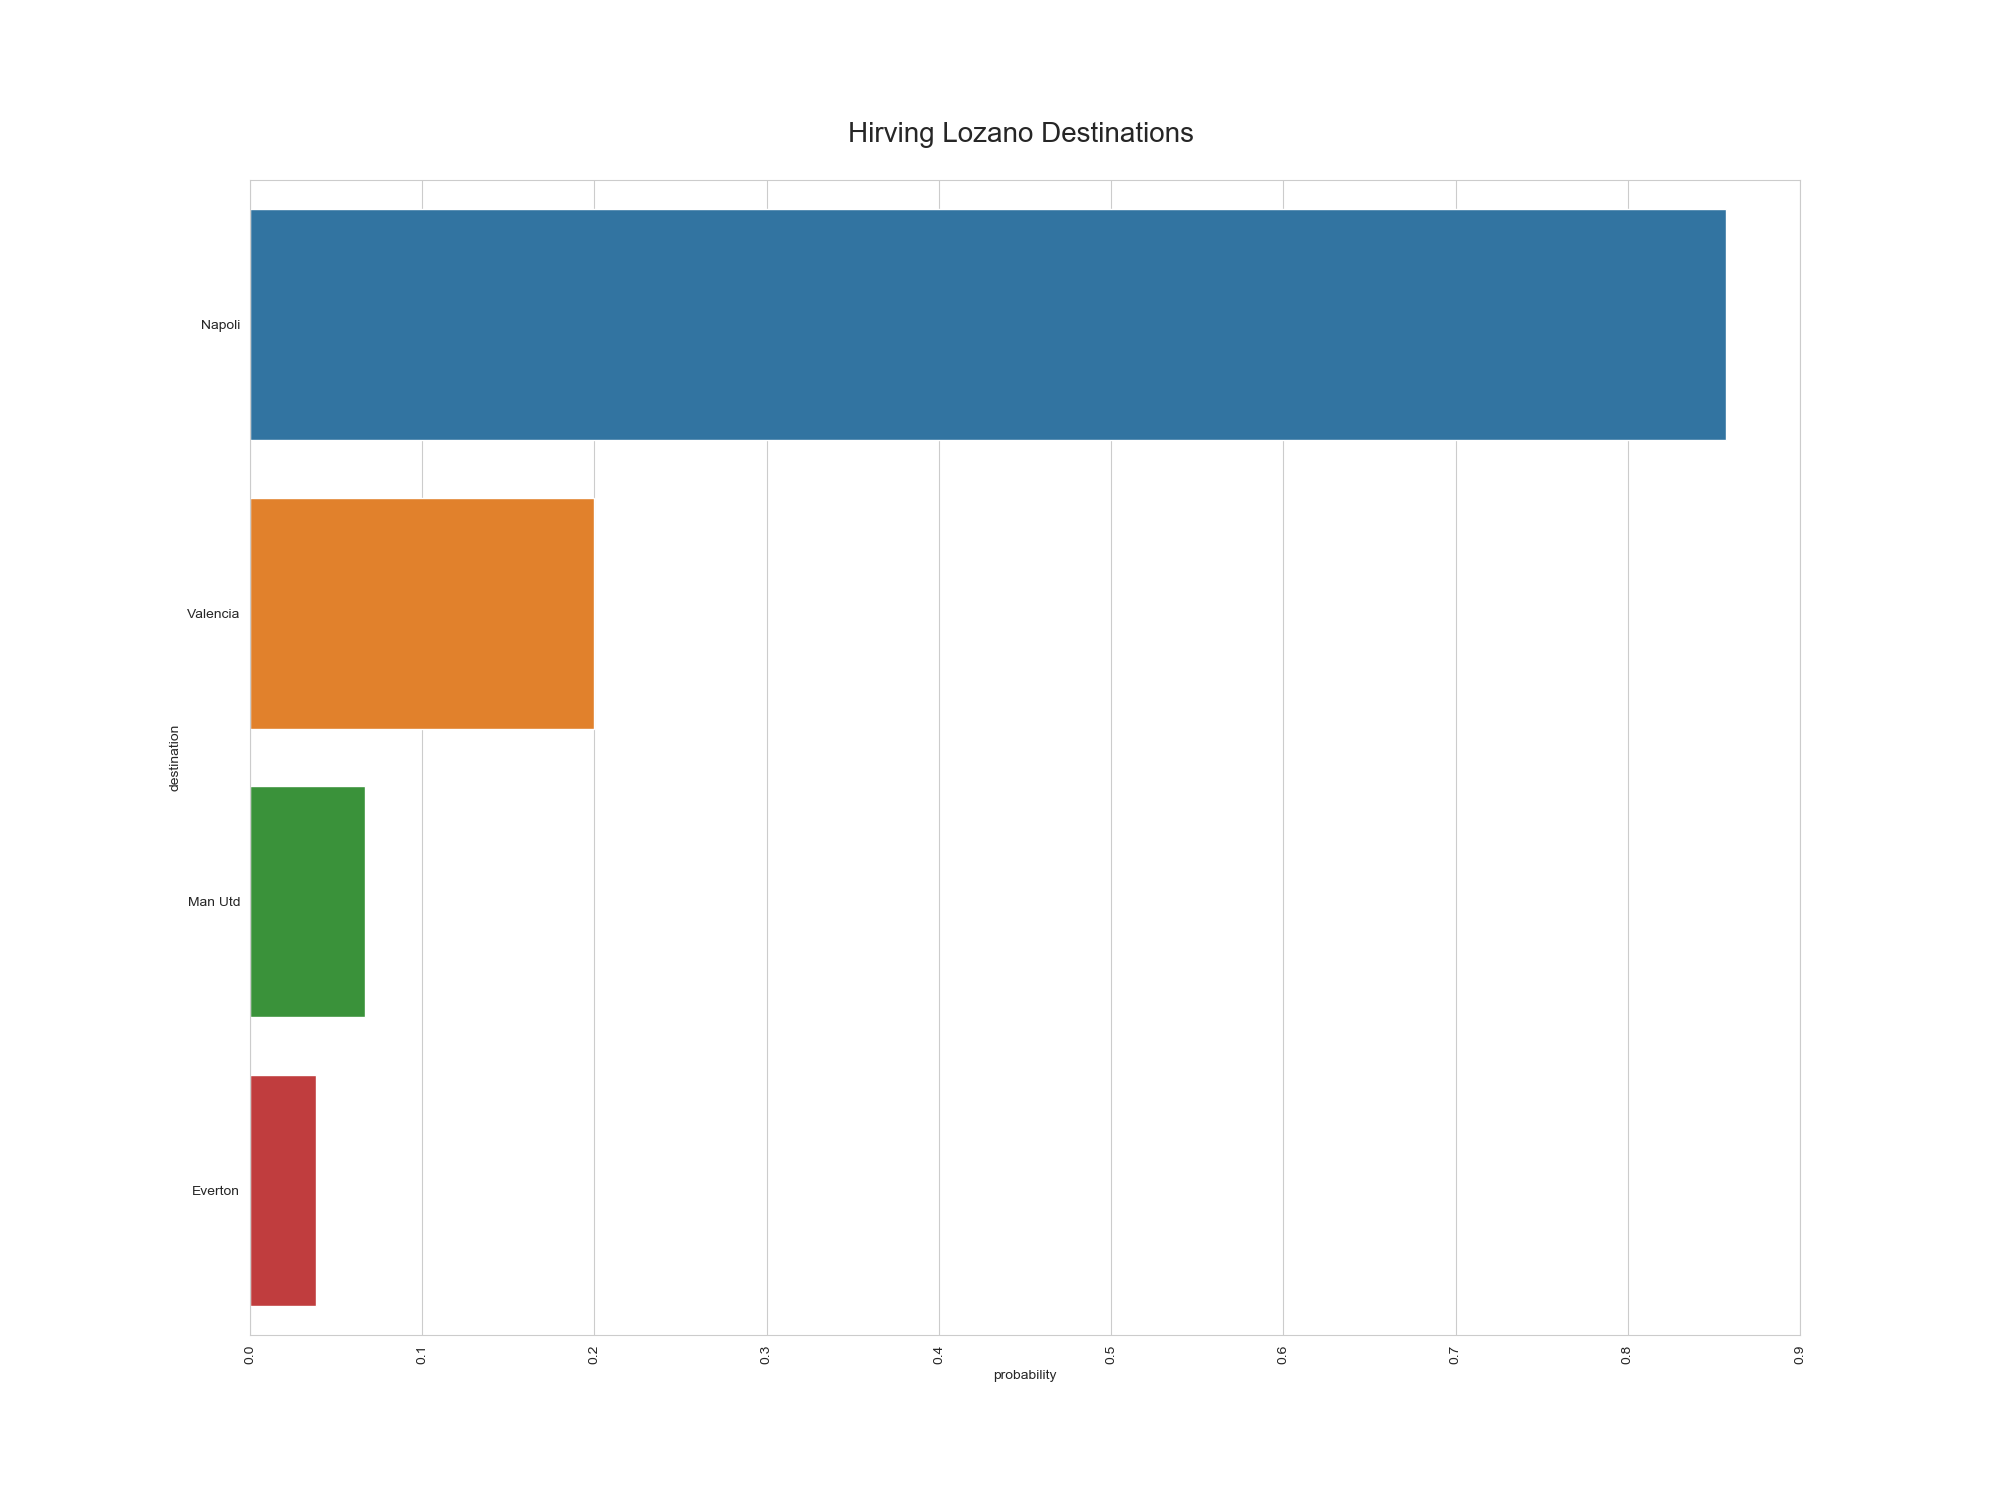 Hirving Lozano Destinations
Napoli
Valencia
Man Utd
Everton
destination
0.0
0.1
0.2
0.3
0.4
0.5
0.6
0.7
0.8
0.9
probability